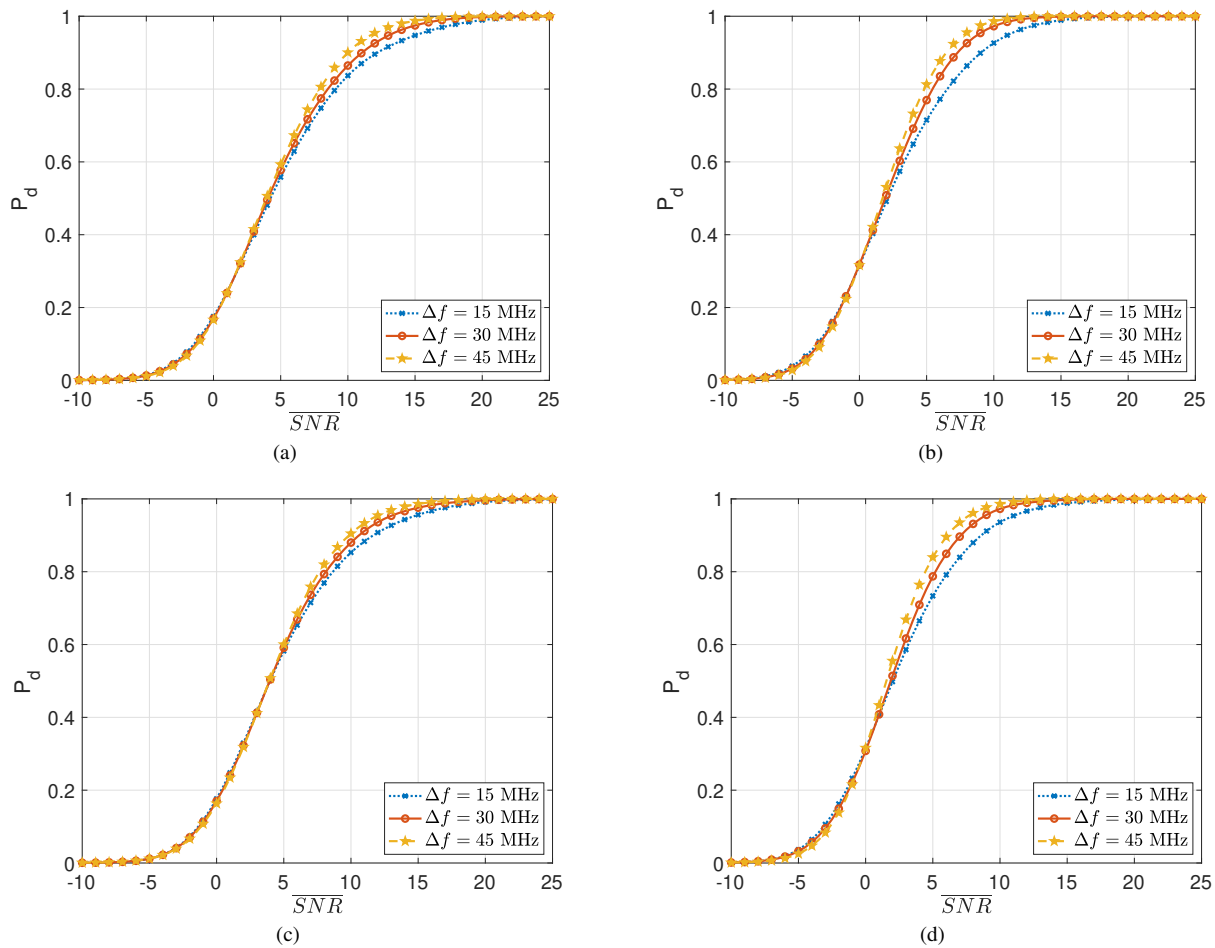 1
0.8
0.6
0.4
0.2
0
P_d
-10 -5 0 5 10 15 20 25
SNR
Δf = 15 MHz
Δf = 30 MHz
Δf = 45 MHz
(a)
1
0.8
0.6
0.4
0.2
0
P_d
-10 -5 0 5 10 15 20 25
SNR
Δf = 15 MHz
Δf = 30 MHz
Δf = 45 MHz
(b)
1
0.8
0.6
0.4
0.2
0
P_d
-10 -5 0 5 10 15 20 25
SNR
Δf = 15 MHz
Δf = 30 MHz
Δf = 45 MHz
(c)
1
0.8
0.6
0.4
0.2
0
P_d
-10 -5 0 5 10 15 20 25
SNR
Δf = 15 MHz
Δf = 30 MHz
Δf = 45 MHz
(d)